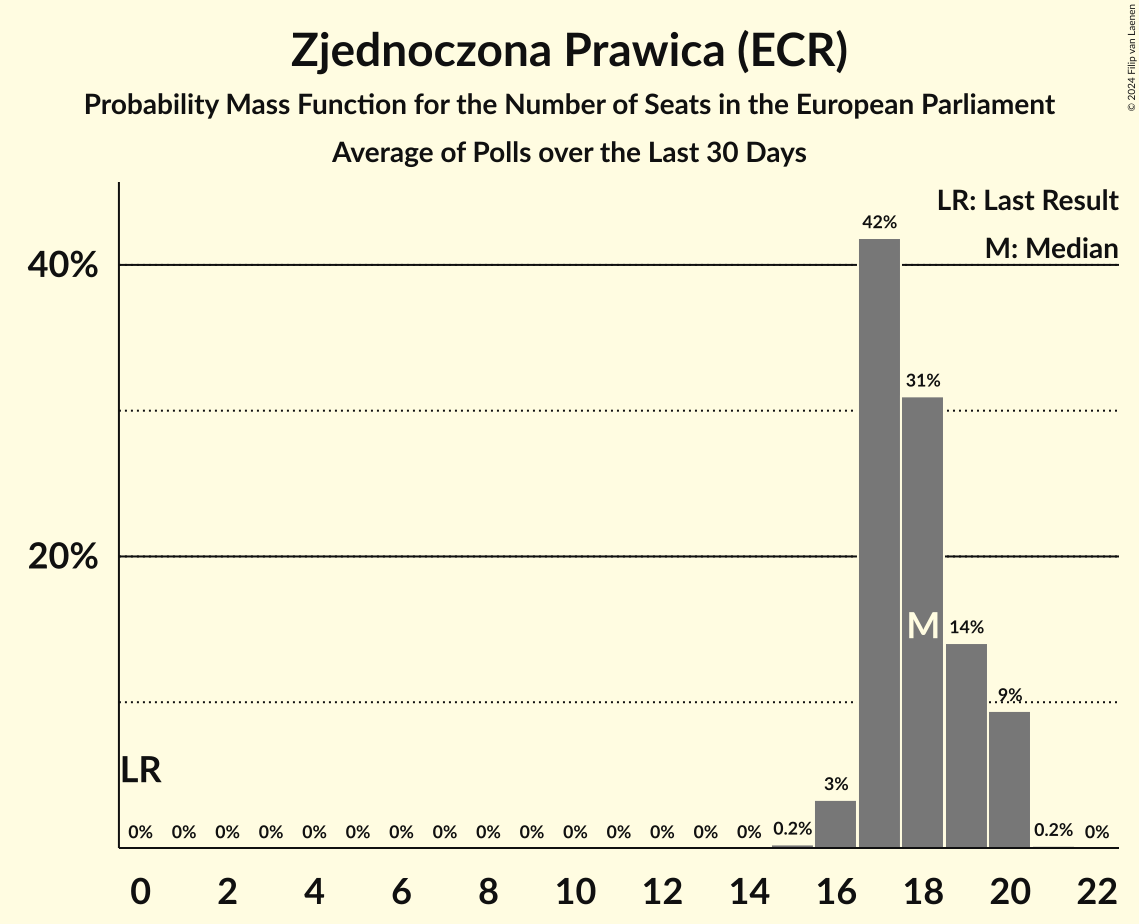 © 2024 Filip van Laenen
Zjednoczona Prawica (ECR)
Probability Mass Function for the Number of Seats in the European Parliament
Average of Polls over the Last 30 Days
LR: Last Result
M: Median
42%
40%
31%
20%
M
14%
9%
LR
3%
0% 0% 0% 0% 0% 0% 0% 0% 0% 0% 0% 0% 0% 0% 0% 0.2% 0.2% 0%
0 2 4 6 8 10 12 14 16 18 20 22